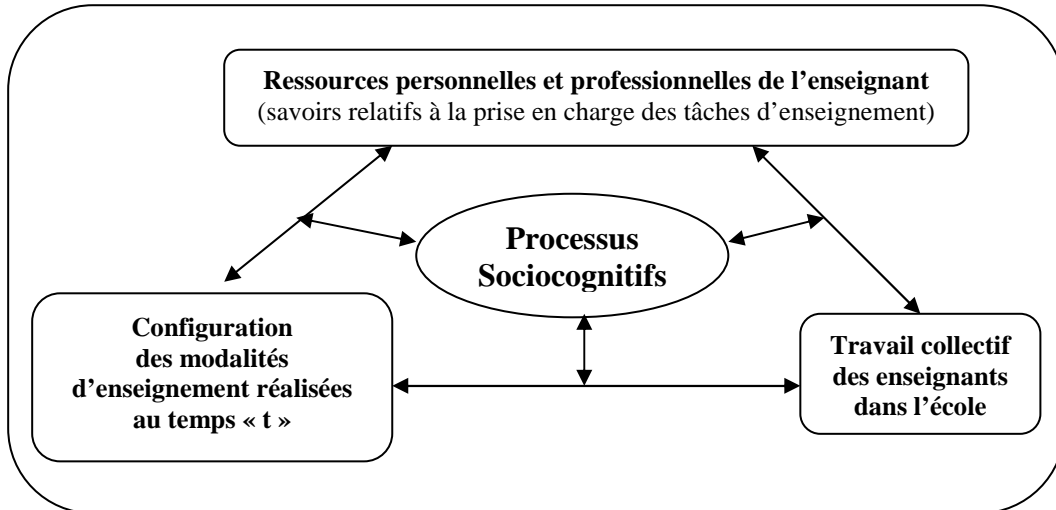 Ressources personnelles et professionnelles de l’enseignant
(savoirs relatifs à la prise en charge des tâches d’enseignement)
Processus
Sociocognitifs
Configuration
des modalités
d’enseignement réalisées
au temps « t »
Travail collectif
des enseignants
dans l’école